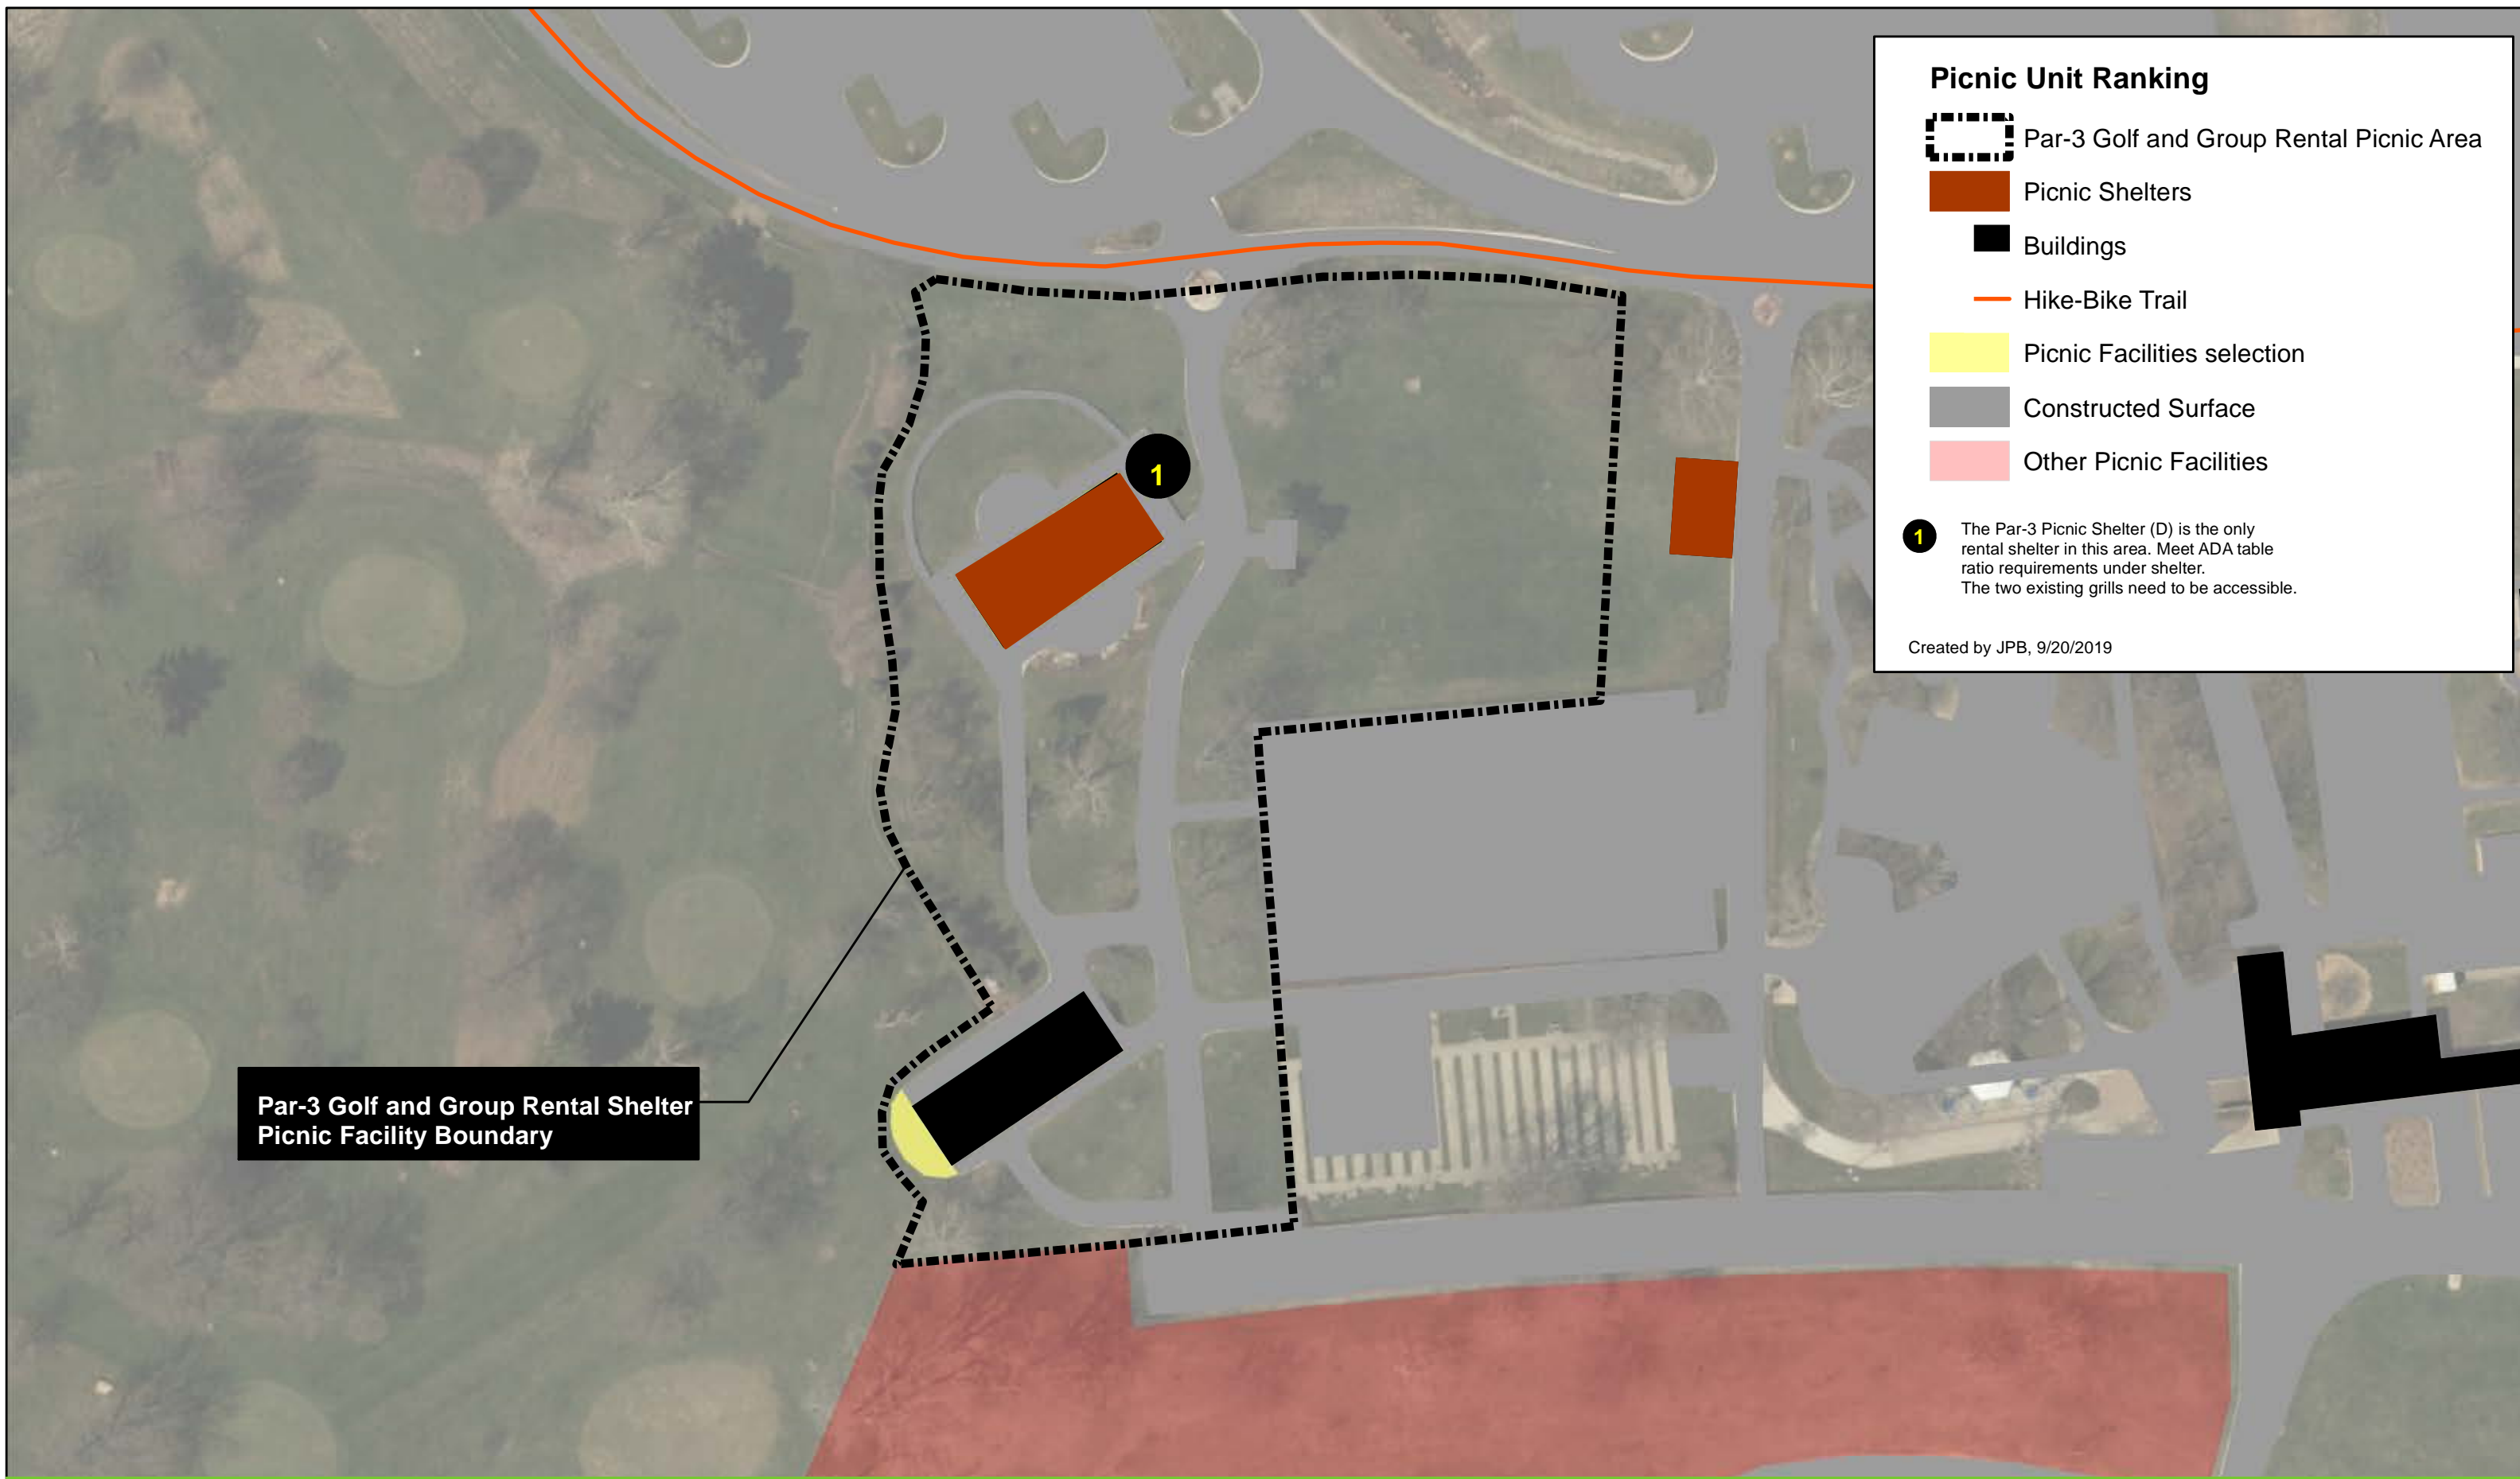 Picnic Unit Ranking
Par-3 Golf and Group Rental Picnic Area
Picnic Shelters
Buildings
Hike-Bike Trail
Picnic Facilities selection
Constructed Surface
Other Picnic Facilities
1
The Par-3 Picnic Shelter (D) is the only
rental shelter in this area. Meet ADA table
ratio requirements under shelter.
The two existing grills need to be accessible.
Created by JPB, 9/20/2019
1
Par-3 Golf and Group Rental Shelter
Picnic Facility Boundary